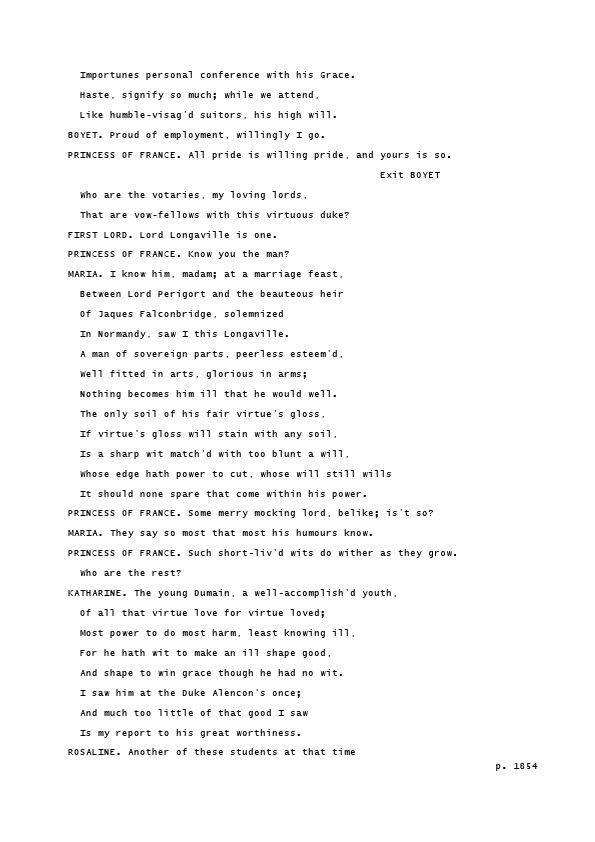 Importunes personal conference with his Grace.
Haste, signify so much; while we attend,
Like humble-visag'd suitors, his high will.
BOYET. Proud of employment, willingly I go.
PRINCESS OF FRANCE. All pride is willing pride, and yours is so.
Exit BOYET
Who are the votaries, my loving lords,
That are vow-fellows with this virtuous duke?
FIRST LORD. Lord Longaville is one.
PRINCESS OF FRANCE. Know you the man?
MARIA. I know him, madam; at a marriage feast,
Between Lord Perigort and the beauteous heir
Of Jaques Falconbridge, solemnized
In Normandy, saw I this Longaville.
A man of sovereign parts, peerless esteem'd,
Well fitted in arts, glorious in arms;
Nothing becomes him ill that he would well.
The only soil of his fair virtue's gloss,
If virtue's gloss will stain with any soil,
Is a sharp wit match'd with too blunt a will,
Whose edge hath power to cut, whose will still wills
It should none spare that come within his power.
PRINCESS OF FRANCE. Some merry mocking lord, belike; is't so?
MARIA. They say so most that most his humours know.
PRINCESS OF FRANCE. Such short-liv'd wits do wither as they grow.
Who are the rest?
KATHARINE. The young Dumain, a well-accomplish'd youth,
Of all that virtue love for virtue loved;
Most power to do most harm, least knowing ill,
For he hath wit to make an ill shape good,
And shape to win grace though he had no wit.
I saw him at the Duke Alencon's once;
And much too little of that good I saw
Is my report to his great worthiness.
ROSALINE. Another of these students at that time
p. 1854